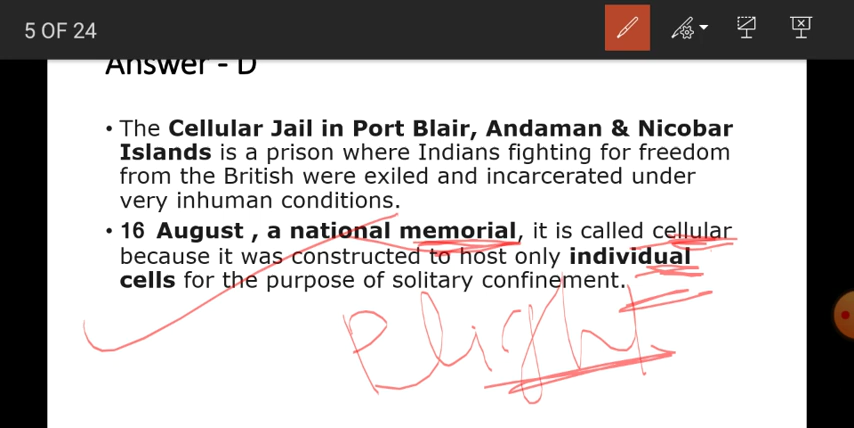 5 OF 24
Answer - D
• The Cellular Jail in Port Blair, Andaman & Nicobar
Islands is a prison where Indians fighting for freedom
from the British were exiled and incarcerated under
very inhuman conditions.
• 16 August , a national memorial, it is called cellular
because it was constructed to host only individual
cells for the purpose of solitary confinement.
Plight